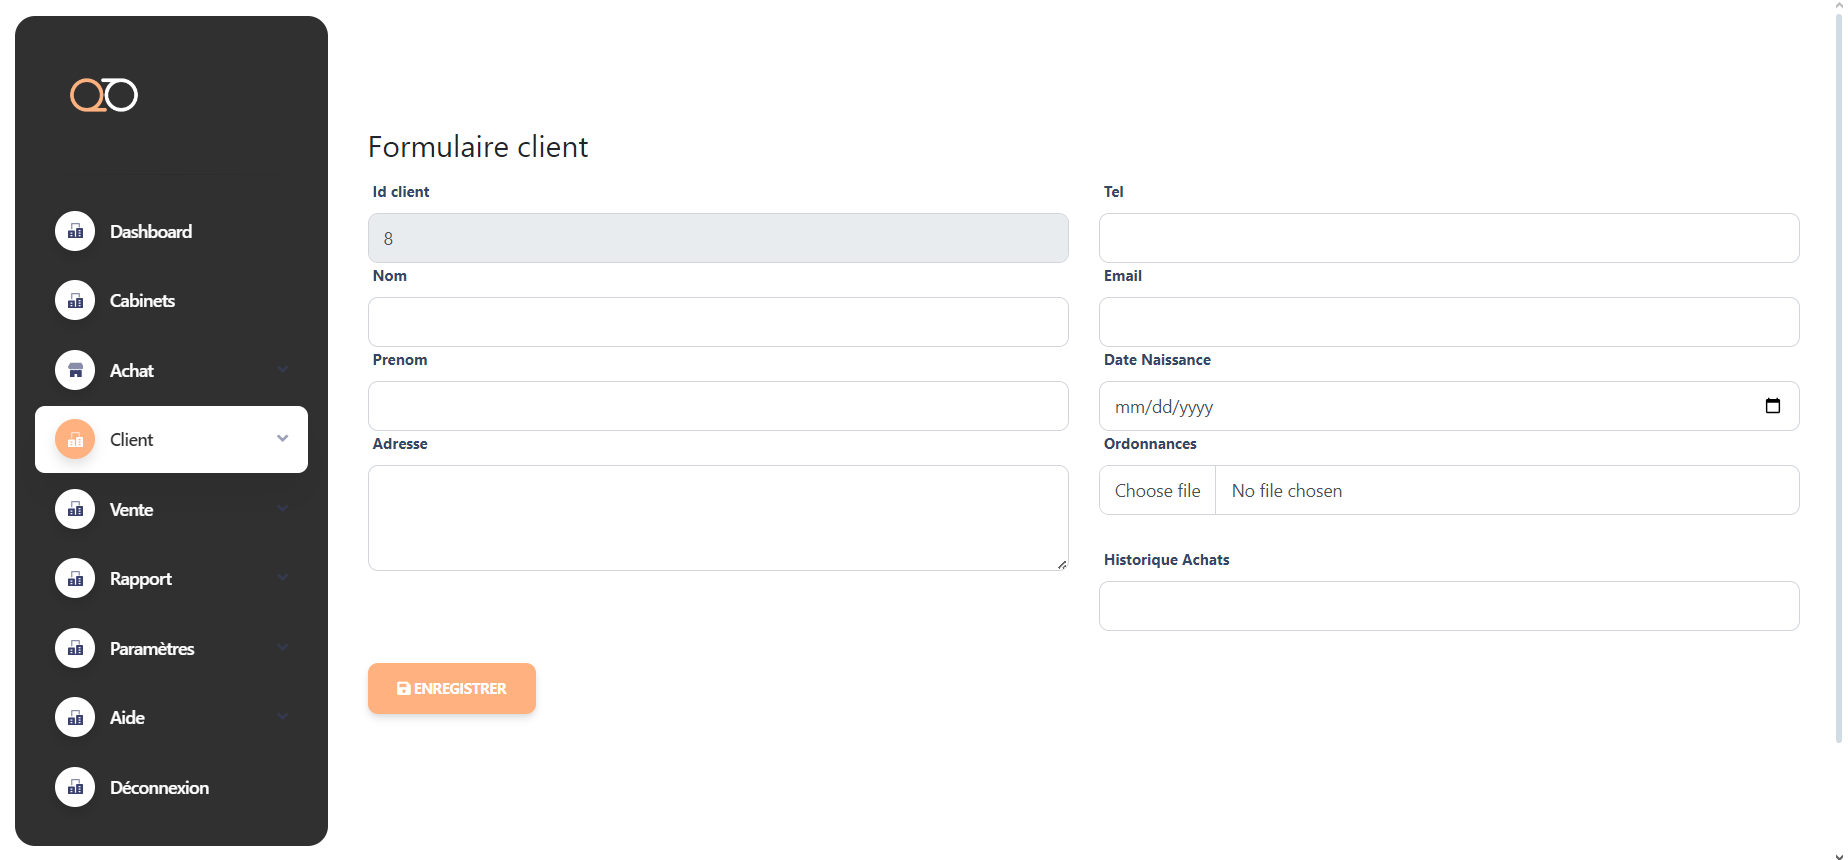 Dashboard
Cabinets
Achat
Client
Vente
Rapport
Paramètres
Aide
Déconnexion
Formulaire client
Id client
8
Nom
Prenom
Adresse
Tel
Email
Date Naissance
mm/dd/yyyy
Ordonnances
Choose file No file chosen
Historique Achats
ENREGISTRER